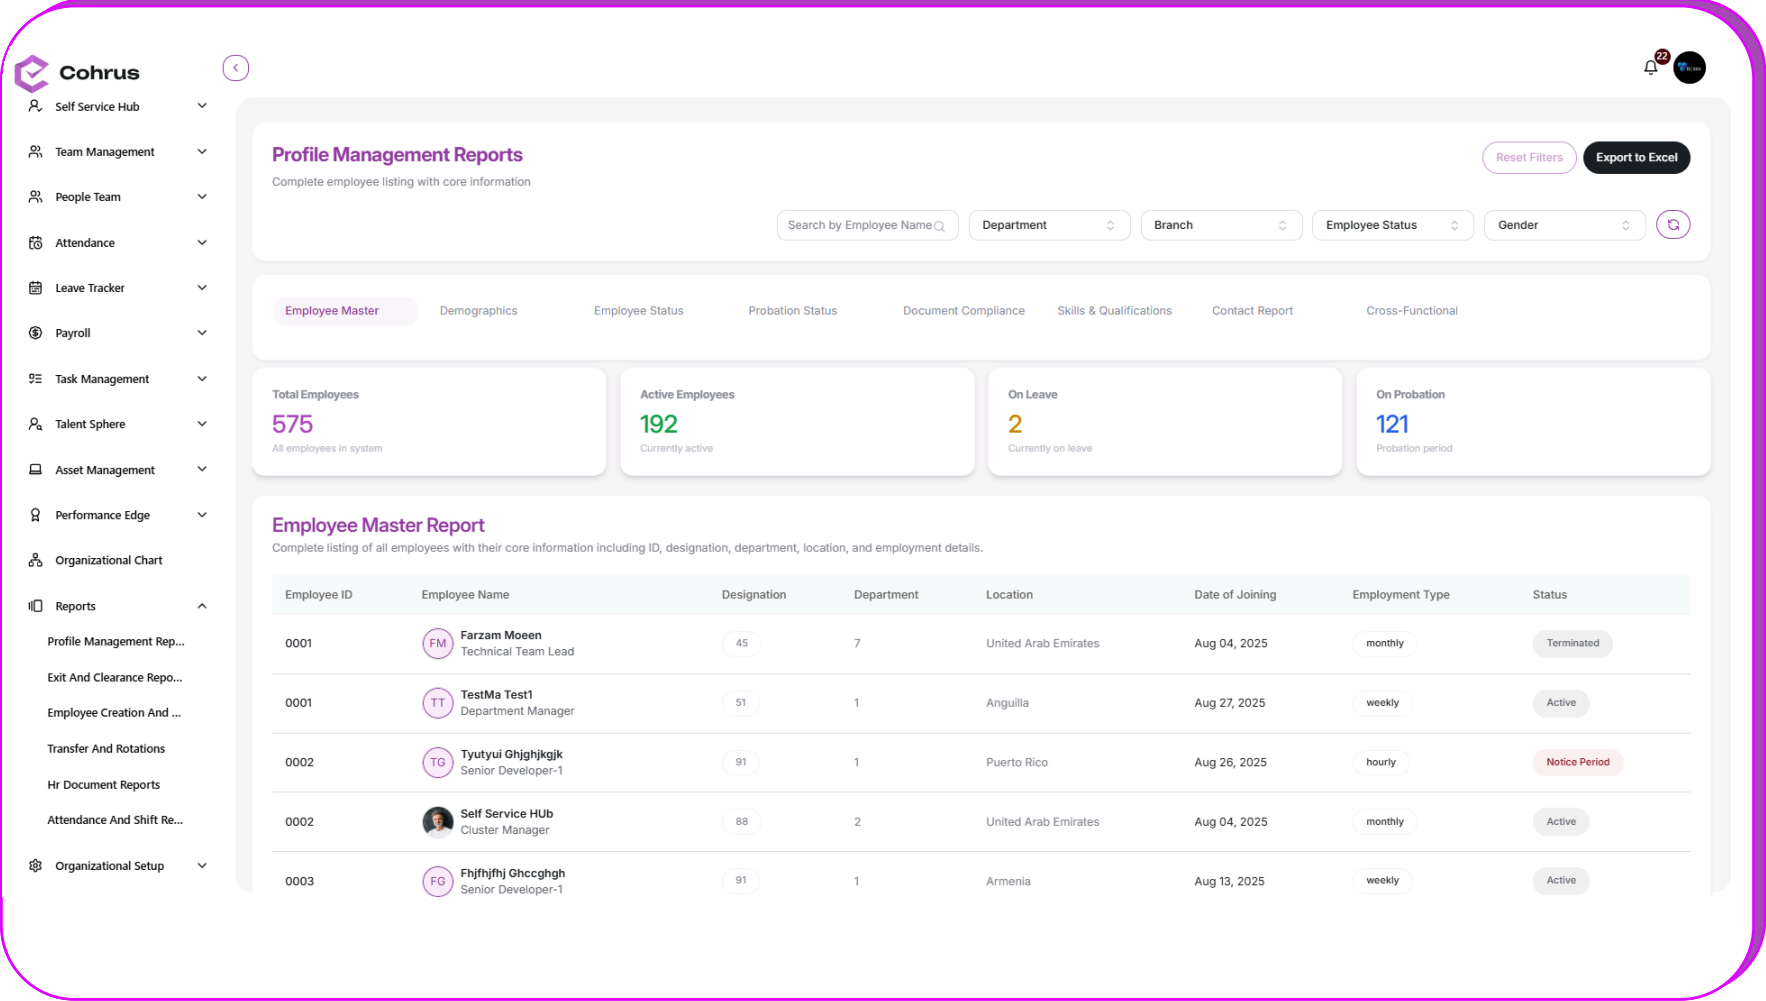 Cohrus
22
Self Service Hub
Team Management
People Team
Attendance
Leave Tracker
Payroll
Task Management
Talent Sphere
Asset Management
Performance Edge
Organizational Chart
Reports
Profile Management Rep...
Exit And Clearance Repo...
Employee Creation And ...
Transfer And Rotations
Hr Document Reports
Attendance And Shift Re...
Organizational Setup
Profile Management Reports
Complete employee listing with core information
Reset Filters
Export to Excel
Search by Employee Name
Department
Branch
Employee Status
Gender
Employee Master
Demographics
Employee Status
Probation Status
Document Compliance
Skills & Qualifications
Contact Report
Cross-Functional
Total Employees
575
All employees in system
Active Employees
192
Currently active
On Leave
2
Currently on leave
On Probation
121
Probation period
Employee Master Report
Complete listing of all employees with their core information including ID, designation, department, location, and employment details.
Employee ID Employee Name Designation Department Location Date of Joining Employment Type Status
0001 FM Farzam Moeen 45 7 United Arab Emirates Aug 04, 2025 monthly Terminated
Technical Team Lead
0001 TT TestMa Test1 51 1 Anguilla Aug 27, 2025 weekly Active
Department Manager
0002 TG Tyutyui Ghjghjkgjk 91 1 Puerto Rico Aug 26, 2025 hourly Notice Period
Senior Developer-1
0002 Self Service HUb 88 2 United Arab Emirates Aug 04, 2025 monthly Active
Cluster Manager
0003 FG Fhjfhjfhj Ghccghgh 91 1 Armenia Aug 13, 2025 weekly Active
Senior Developer-1